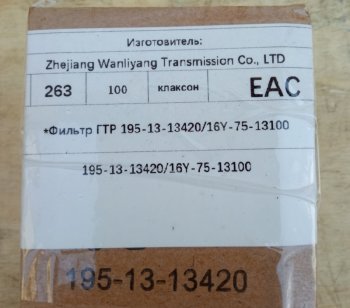 Изготовитель:
Zhejiang Wanliyang Transmission Co., LTD
263 100 клаксон EAC
*Фильтр ГТР 195-13-13420/16Y-75-13100
195-13-13420/16Y-75-13100
195-13-13420